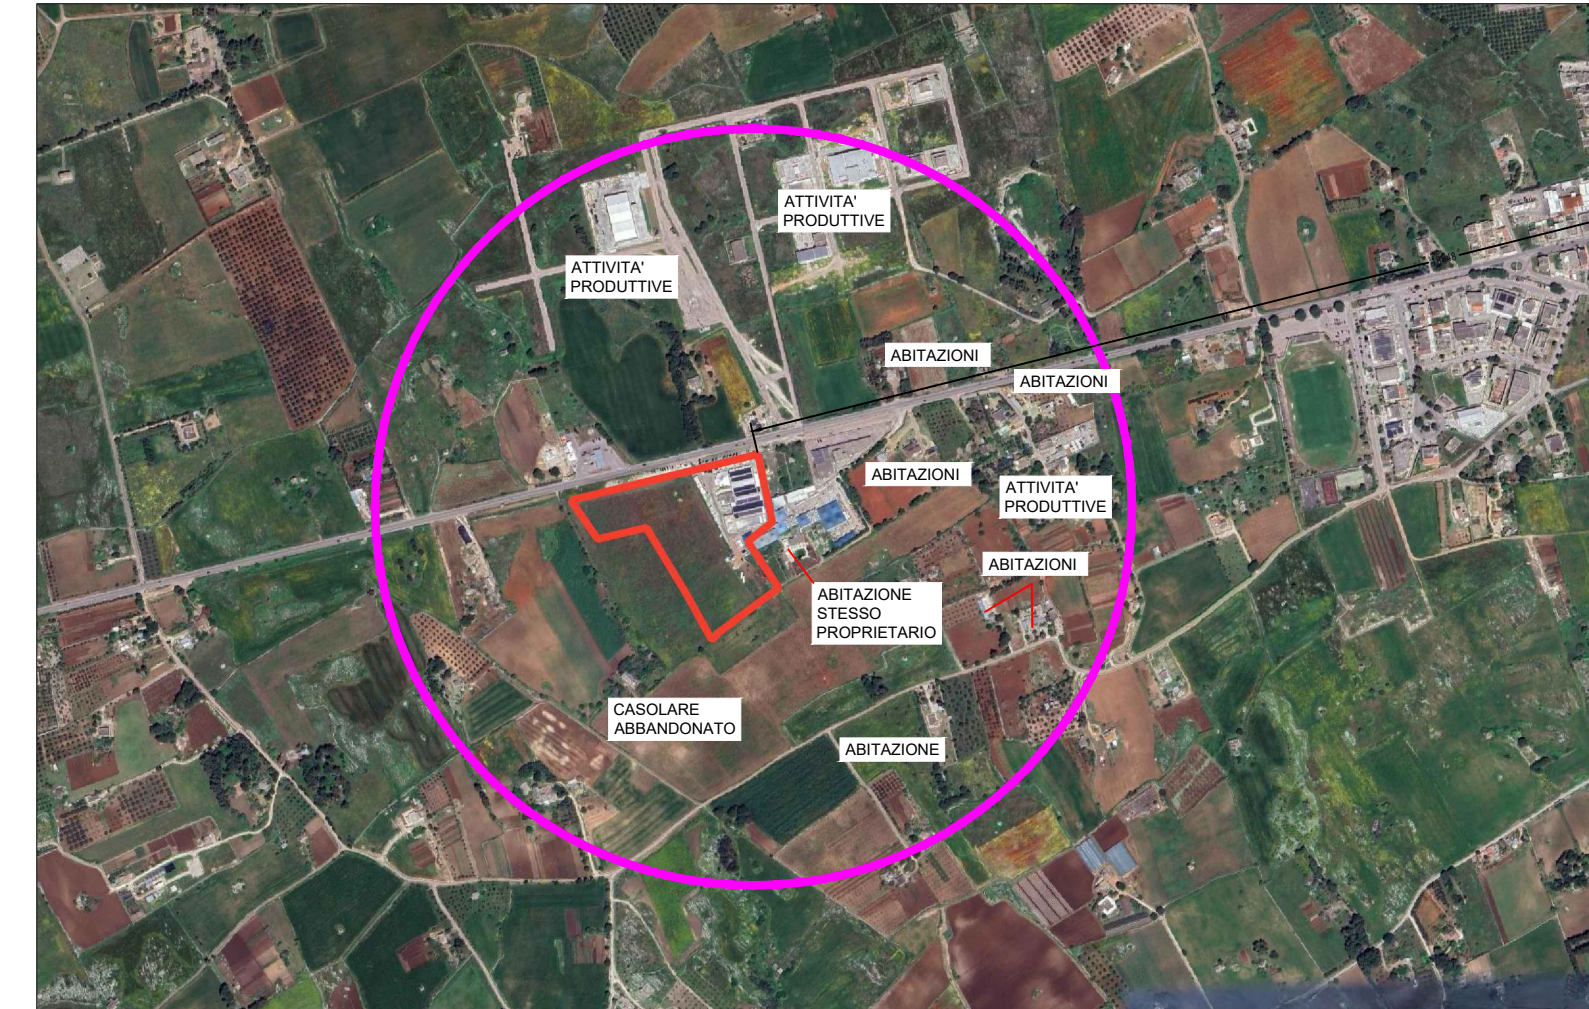 ATTIVITA'
PRODUTTIVE
ATTIVITA'
PRODUTTIVE
ABITAZIONI
ABITAZIONI
ABITAZIONI
ATTIVITA'
PRODUTTIVE
ABITAZIONI
ABITAZIONE
STESSO
PROPRIETARIO
CASOLARE
ABBANDONATO
ABITAZIONE